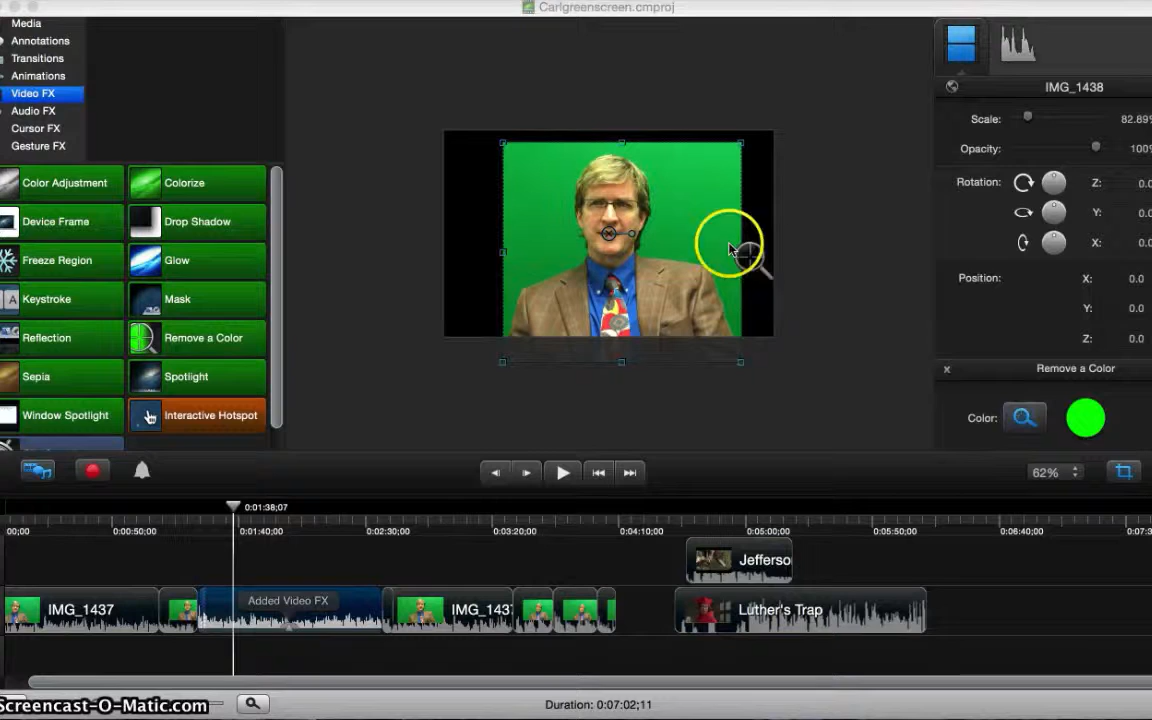 Carlgreenscreen.cmproj
Media
Annotations
Transitions
Animations
Video FX
Audio FX
Cursor FX
Gesture FX
IMG_1438
Scale:
82.89%
Opacity:
100%
Rotation:
Z:
0.0
Y:
0.0
X:
0.0
Position:
X:
0.0
Y:
0.0
Z:
0.0
Color Adjustment
Colorize
Device Frame
Drop Shadow
Freeze Region
Glow
A
Keystroke
Mask
Reflection
Remove a Color
Sepia
Spotlight
Window Spotlight
Interactive Hotspot
x
Remove a Color
Color:
62%
0:01:38;07
00;00
0:00:50;00
0:01:40;00
0:02:30;00
0:03:20;00
0:04:10;00
0:05:00;00
0:05:50;00
0:06:40;00
0:07:3
Jefferso
IMG_1437
Added Video FX
IMG_143
Luther's Trap
Screencast-O-Matic.com
Duration: 0:07:02;11